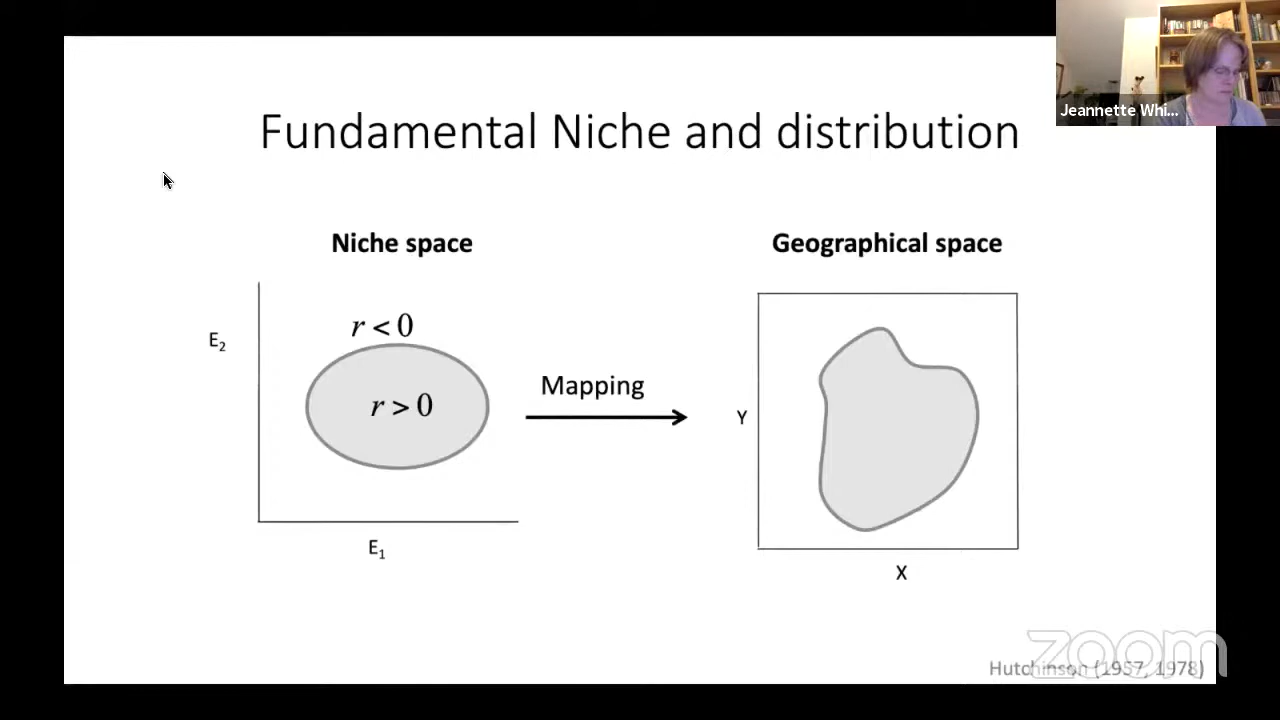 Jeannette Whi...
Fundamental Niche and distribution
Niche space
Geographical space
r < 0
E2
r > 0
Mapping
Y
E1
X
zoom
Hutchinson (1957, 1978)